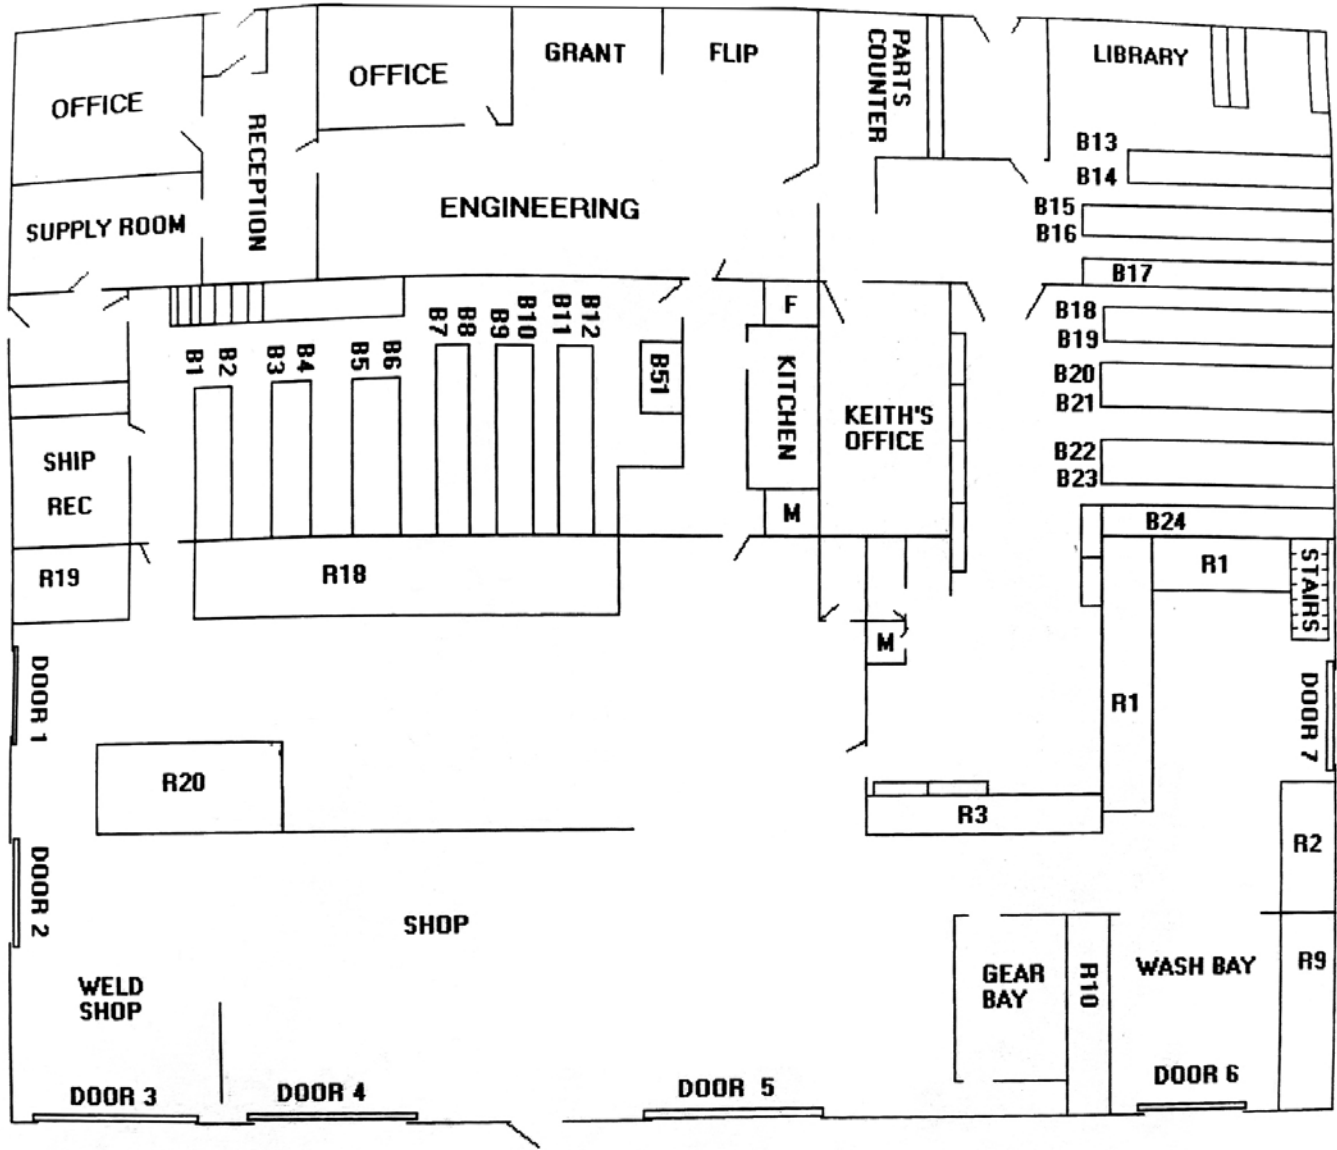 OFFICE
RECEPTION
OFFICE
GRANT
FLIP
PARTS
COUNTER
LIBRARY
B13
B14
B15
B16
B17
SUPPLY ROOM
ENGINEERING
B1
B2
B3
B4
B5
B6
B7
B8
B9
B10
B11
B12
B51
F
KITCHEN
M
KEITH'S
OFFICE
B18
B19
B20
B21
B22
B23
B24
SHIP
REC
R19
R18
M
R1
STAIRS
R1
DOOR 1
DOOR 7
R20
R3
R2
DOOR 2
SHOP
WELD
SHOP
GEAR
BAY
R10
WASH BAY
R9
DOOR 3
DOOR 4
DOOR 5
DOOR 6